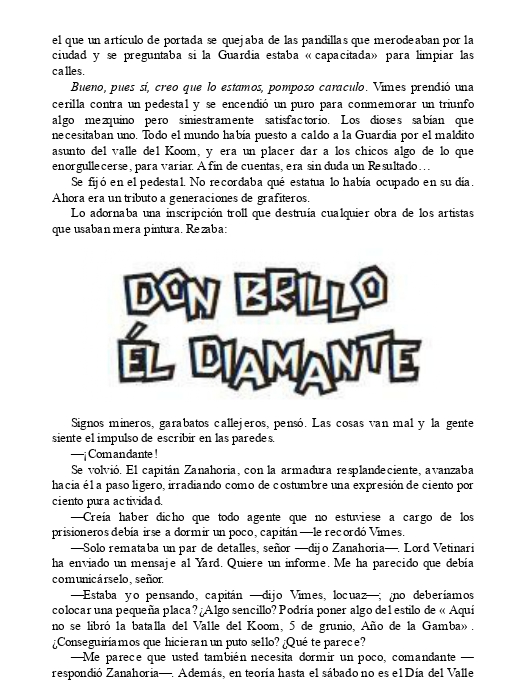 el que un artículo de portada se quejaba de las pandillas que merodeaban por la
ciudad y se preguntaba si la Guardia estaba « capacitada» para limpiar las
calles.
Bueno, pues sí, creo que lo estamos, pomposo caraculo. Vimes prendió una
cerilla contra un pedestal y se encendió un puro para conmemorar un triunfo
algo mezquino pero siniestramente satisfactorio. Los dioses sabían que
necesitaban uno. Todo el mundo había puesto a caldo a la Guardia por el maldito
asunto del valle del Koom, y era un placer dar a los chicos algo de lo que
enorgullecerse, para variar. A fin de cuentas, era sin duda un Resultado…
Se fijó en el pedestal. No recordaba qué estatua lo había ocupado en su día.
Ahora era un tributo a generaciones de grafiteros.
Lo adornaba una inscripción troll que destruía cualquier obra de los artistas
que usaban mera pintura. Rezaba:
DON BRILLO
ÉL DIAMANTE
Signos mineros, garabatos callejeros, pensó. Las cosas van mal y la gente
siente el impulso de escribir en las paredes.
—¡Comandante!
Se volvió. El capitán Zanahoria, con la armadura resplandeciente, avanzaba
hacia él a paso ligero, irradiando como de costumbre una expresión de ciento por
ciento pura actividad.
—Creía haber dicho que todo agente que no estuviese a cargo de los
prisioneros debía irse a dormir un poco, capitán —le recordó Vimes.
—Solo remataba un par de detalles, señor —dijo Zanahoria—. Lord Vetinari
ha enviado un mensaje al Yard. Quiere un informe. Me ha parecido que debía
comunicárselo, señor.
—Estaba yo pensando, capitán —dijo Vimes, locuaz—; ¿no deberíamos
colocar una pequeña placa? ¿Algo sencillo? Podría poner algo del estilo de « Aquí
no se libró la batalla del Valle del Koom, 5 de grunio, Año de la Gamba» .
¿Conseguiríamos que hicieran un puto sello? ¿Qué te parece?
—Me parece que usted también necesita dormir un poco, comandante —
respondió Zanahoria—. Además, en teoría hasta el sábado no es el Día del Valle